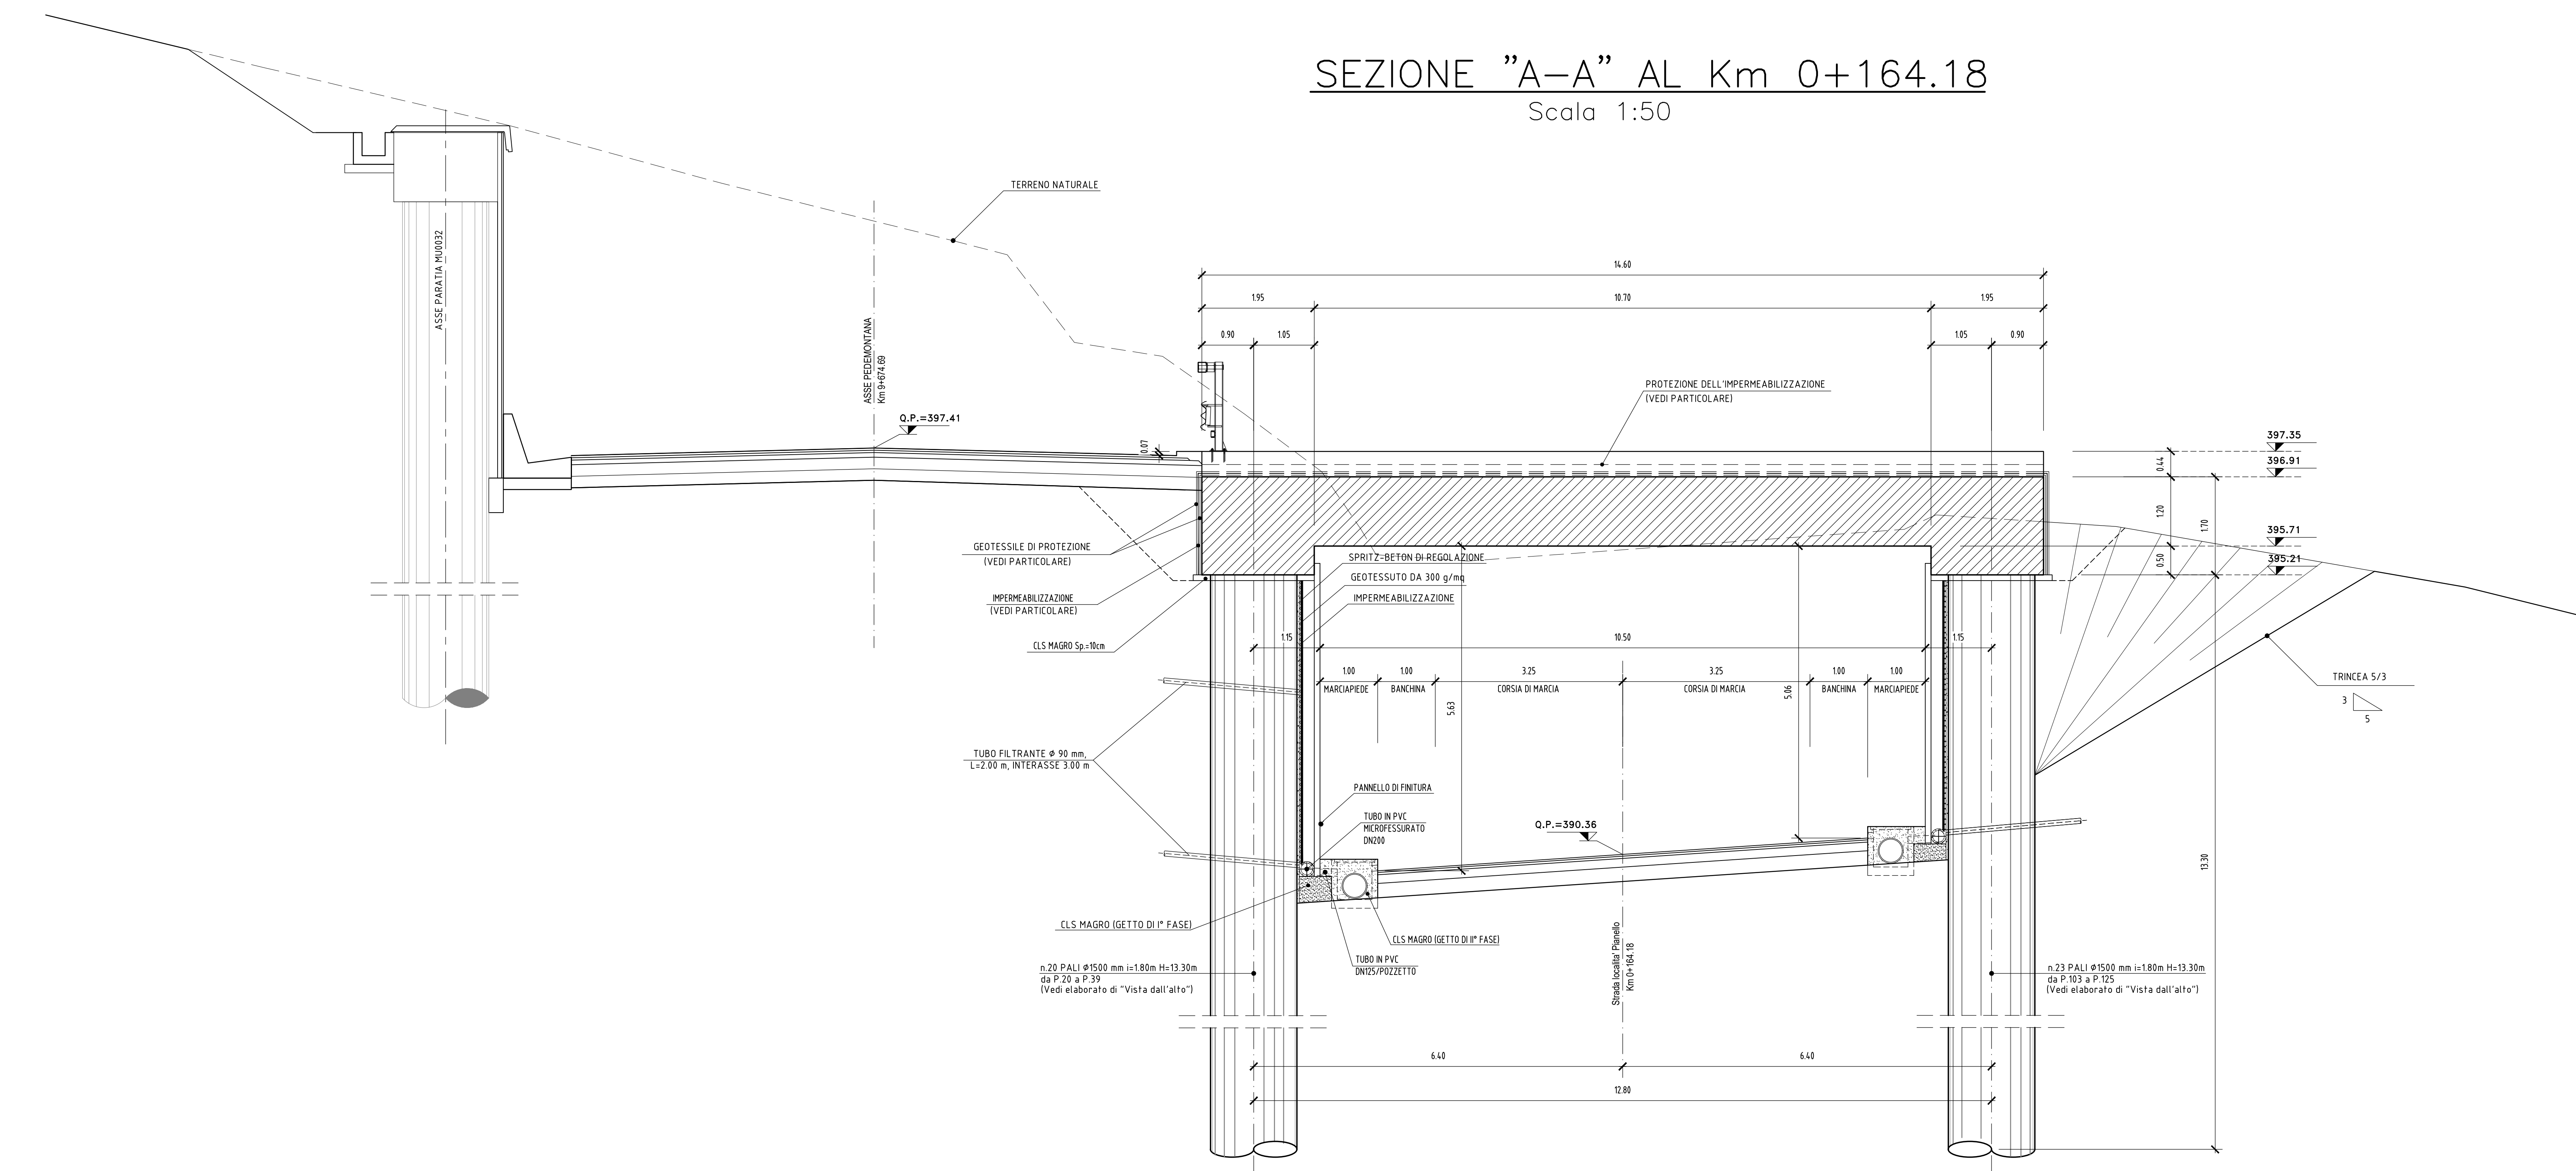 SEZIONE "A-A" AL Km 0+164.18
Scala 1:50
TERRENO NATURALE
ASSE PARATIA MU0032
ASSE PEDEMONTANA
Km 9+674.69
Q.P.=397.41
0.07
14.60
1.95
10.70
1.95
0.90
1.05
1.05
0.90
PROTEZIONE DELL'IMPERMEABILIZZAZIONE
(VEDI PARTICOLARE)
397.35
396.91
395.71
395.21
0.44
1.20
0.50
1.70
13.30
GEOTESSILE DI PROTEZIONE
(VEDI PARTICOLARE)
IMPERMEABILIZZAZIONE
(VEDI PARTICOLARE)
CLS MAGRO Sp.=10cm
SPRITZ-BETON DI REGOLAZIONE
GEOTESSUTO DA 300 g/mq
IMPERMEABILIZZAZIONE
1.15
10.50
1.15
1.00
1.00
3.25
3.25
1.00
1.00
MARCIAPIEDE
BANCHINA
CORSIA DI MARCIA
CORSIA DI MARCIA
BANCHINA
MARCIAPIEDE
5.63
5.06
TRINCEA 5/3
3
5
TUBO FILTRANTE Ø 90 mm,
L=2.00 m, INTERASSE 3.00 m
PANNELLO DI FINITURA
TUBO IN PVC
MICROFESSURATO
DN200
Q.P.=390.36
CLS MAGRO (GETTO DI I° FASE)
CLS MAGRO (GETTO DI II° FASE)
TUBO IN PVC
DN125/POZZETTO
Strada localita' Pianello
Km 0+164.18
n.20 PALI Ø1500 mm i=1.80m H=13.30m
da P.20 a P.39
(Vedi elaborato di "Vista dall'alto")
n.23 PALI Ø1500 mm i=1.80m H=13.30m
da P.103 a P.125
(Vedi elaborato di "Vista dall'alto")
6.40
6.40
12.80